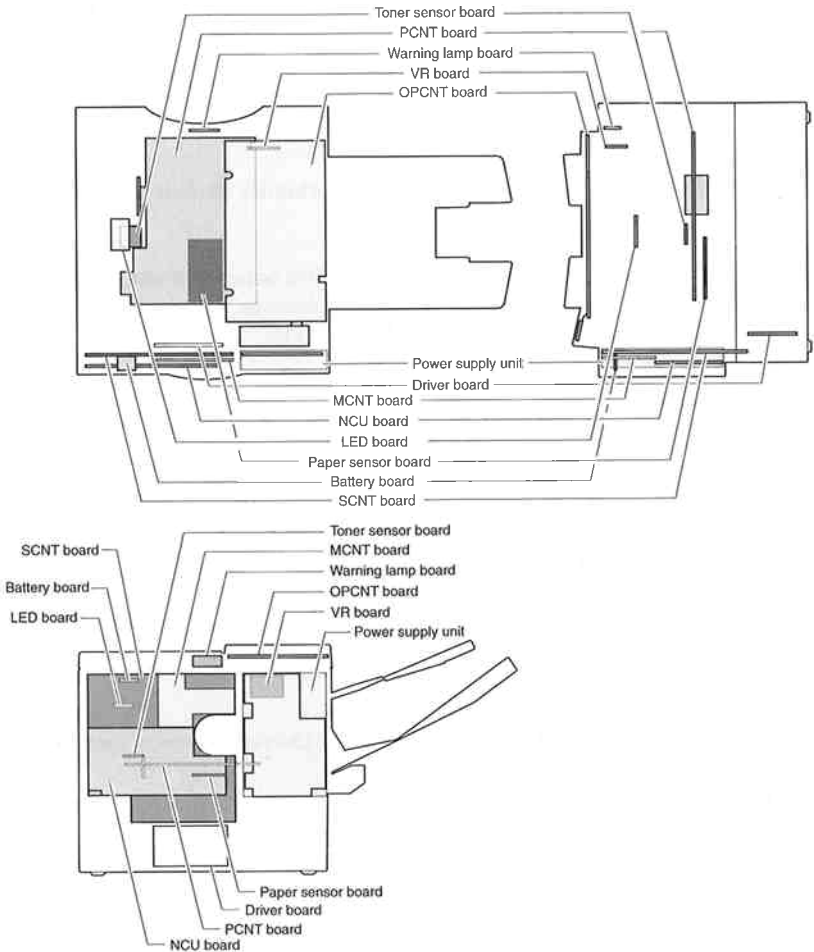 Toner sensor board
PCNT board
Warning lamp board
VR board
OPCNT board
Power supply unit
Driver board
MCNT board
NCU board
LED board
Paper sensor board
Battery board
SCNT board
Toner sensor board
SCNT board
MCNT board
Warning lamp board
Battery board
OPCNT board
LED board
VR board
Power supply unit
Paper sensor board
Driver board
PCNT board
NCU board